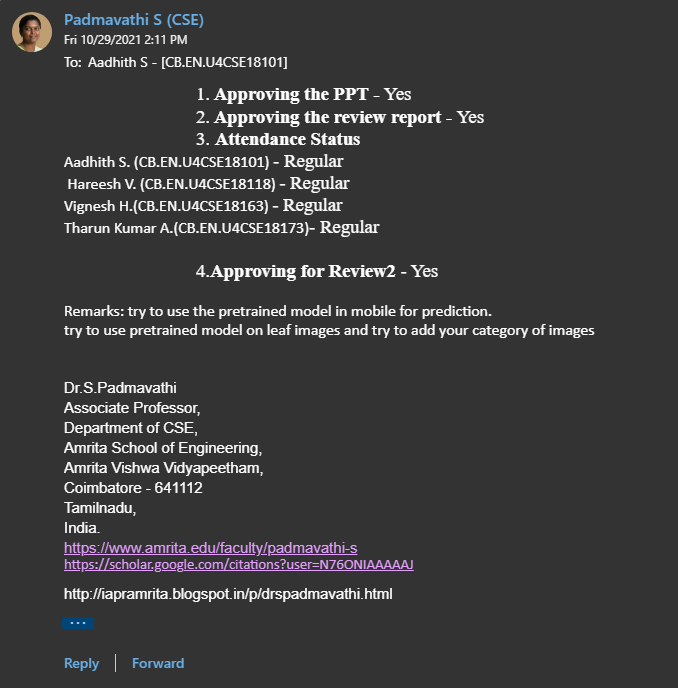 Padmavathi S (CSE)
Fri 10/29/2021 2:11 PM
To: Aadhith S - [CB.EN.U4CSE18101]
1. Approving the PPT - Yes
2. Approving the review report - Yes
3. Attendance Status
Aadhith S. (CB.EN.U4CSE18101) - Regular
Hareesh V. (CB.EN.U4CSE18118) - Regular
Vignesh H.(CB.EN.U4CSE18163) - Regular
Tharun Kumar A.(CB.EN.U4CSE18173)- Regular
4.Approving for Review2 - Yes
Remarks: try to use the pretrained model in mobile for prediction.
try to use pretrained model on leaf images and try to add your category of images
Dr.S.Padmavathi
Associate Professor,
Department of CSE,
Amrita School of Engineering,
Amrita Vishwa Vidyapeetham,
Coimbatore - 641112
Tamilnadu,
India.
https://www.amrita.edu/faculty/padmavathi-s
https://scholar.google.com/citations?user=N76ONIAAAAAJ
http://iapramrita.blogspot.in/p/drspadmavathi.html
...
Reply | Forward